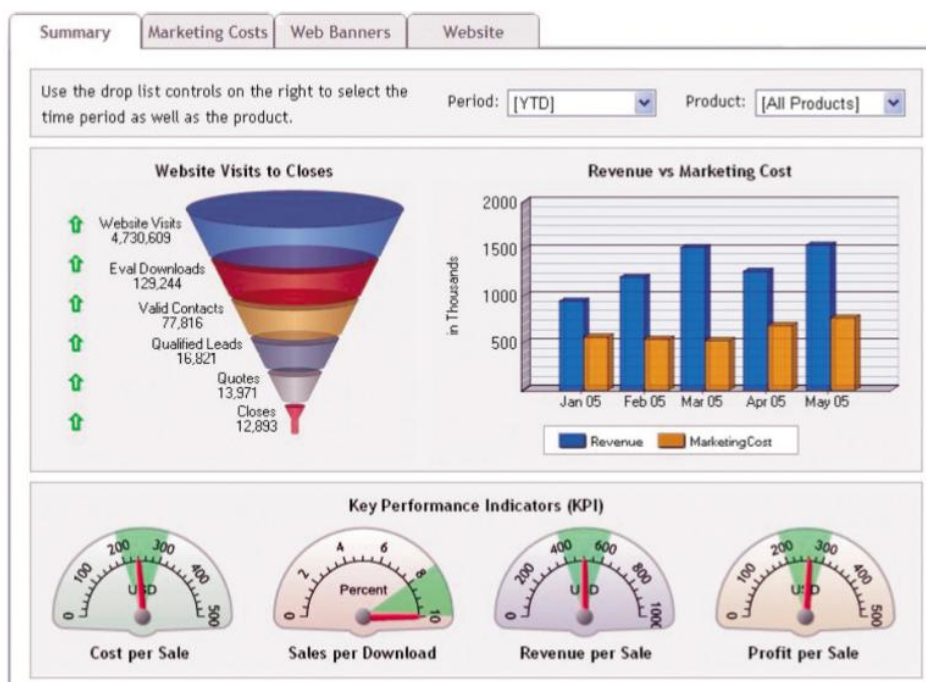 Summary
Marketing Costs
Web Banners
Website
Use the drop list controls on the right to select the
time period as well as the product.
Period:
[YTD]
Product:
[All Products]
Website Visits to Closes
Website Visits
4,730,609
Eval Downloads
129,244
Valid Contacts
77,816
Qualified Leads
16,821
Quotes
13,971
Closes
12,893
Revenue vs Marketing Cost
in Thousands
2000
1500
1000
500
Jan 05
Feb 05
Mar 05
Apr 05
May 05
Revenue
MarketingCost
Key Performance Indicators (KPI)
0
100
200
300
400
500
USD
Cost per Sale
0
2
4
6
8
10
Percent
Sales per Download
0
200
400
600
800
1000
USD
Revenue per Sale
0
100
200
300
400
500
USD
Profit per Sale